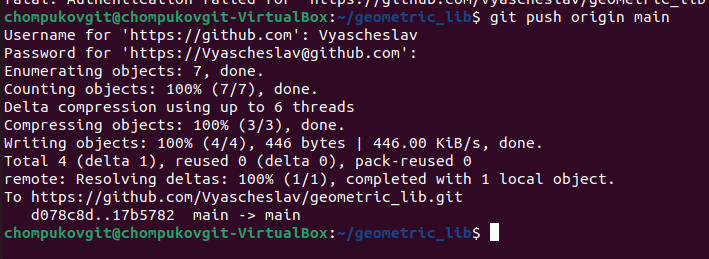 fatal: Authentication failed for 'https://github.com/Vyascheslav/geometric_lib
chompukovgit@chompukovgit-VirtualBox:~/geometric_lib$ git push origin main
Username for 'https://github.com': Vyascheslav
Password for 'https://Vyascheslav@github.com':
Enumerating objects: 7, done.
Counting objects: 100% (7/7), done.
Delta compression using up to 6 threads
Compressing objects: 100% (3/3), done.
Writing objects: 100% (4/4), 446 bytes | 446.00 KiB/s, done.
Total 4 (delta 1), reused 0 (delta 0), pack-reused 0
remote: Resolving deltas: 100% (1/1), completed with 1 local object.
To https://github.com/Vyascheslav/geometric_lib.git
   d078c8d..17b5782  main -> main
chompukovgit@chompukovgit-VirtualBox:~/geometric_lib$